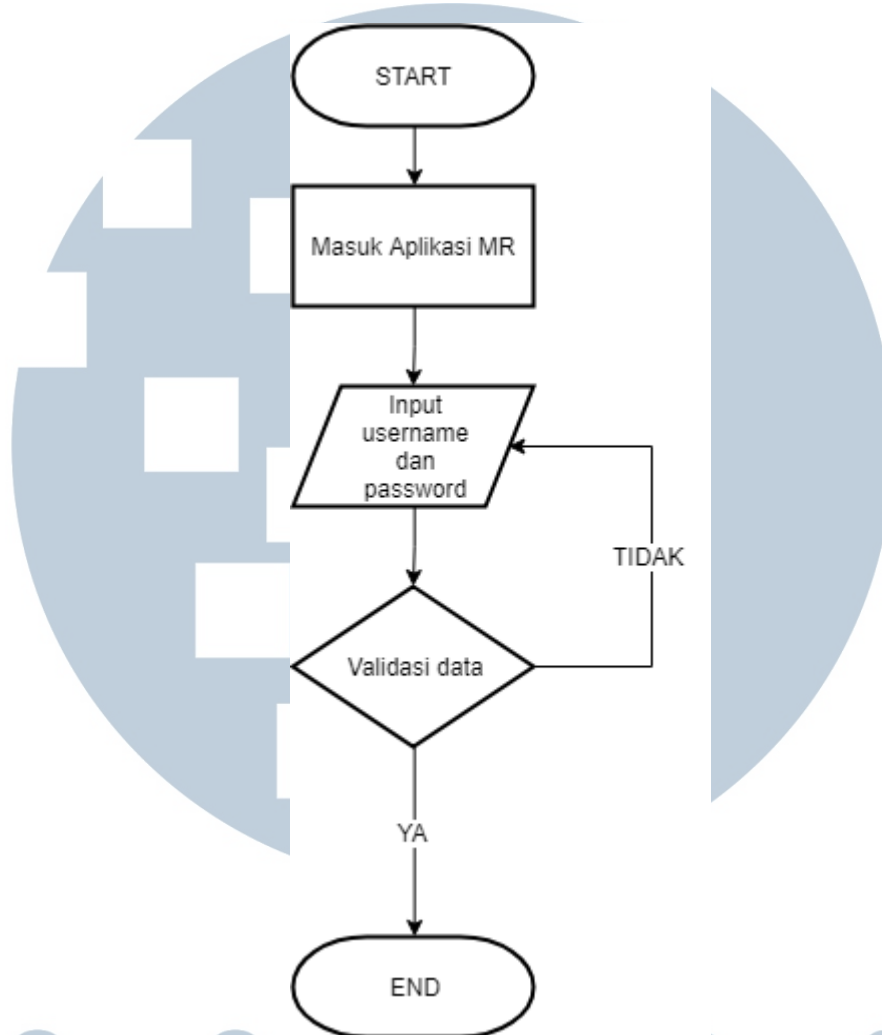 START
Masuk Aplikasi MR
Input
username
dan
password
TIDAK
Validasi data
YA
END